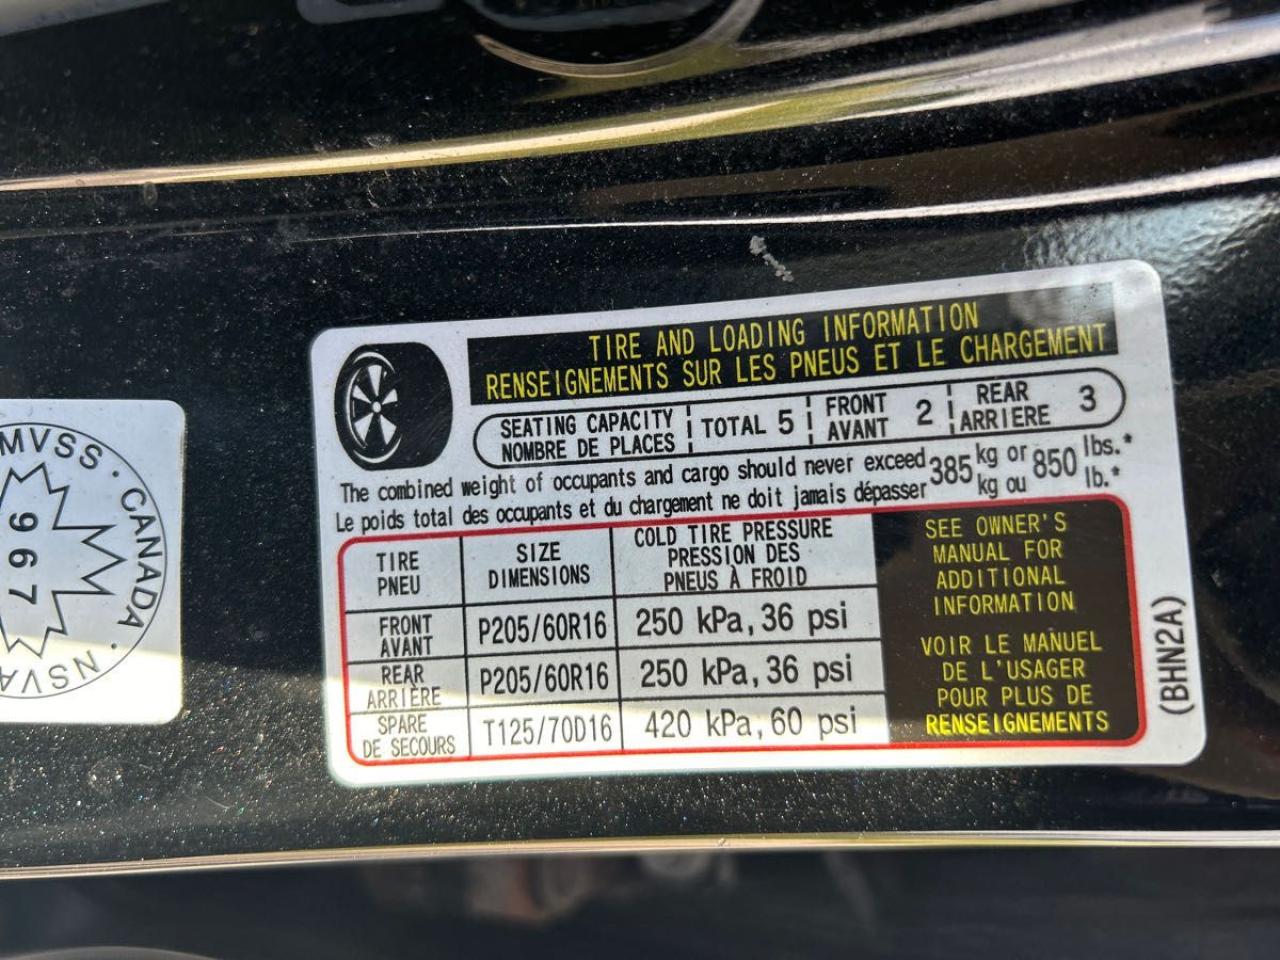 TIRE AND LOADING INFORMATION
RENSEIGNEMENTS SUR LES PNEUS ET LE CHARGEMENT
SEATING CAPACITY TOTAL 5 FRONT 2 REAR 3
NOMBRE DE PLACES AVANT ARRIERE
The combined weight of occupants and cargo should never exceed 385 kg or 850 lbs.*
Le poids total des occupants et du chargement ne doit jamais dépasser kg ou lb.*
TIRE
PNEU
SIZE
DIMENSIONS
COLD TIRE PRESSURE
PRESSION DES
PNEUS À FROID
FRONT
AVANT
P205/60R16
250 kPa, 36 psi
REAR
ARRIÈRE
P205/60R16
250 kPa, 36 psi
SPARE
DE SECOURS
T125/70D16
420 kPa, 60 psi
SEE OWNER'S
MANUAL FOR
ADDITIONAL
INFORMATION
VOIR LE MANUEL
DE L'USAGER
POUR PLUS DE
RENSEIGNEMENTS
(BHN2A)
MVSS · CANADA · NSVA
967